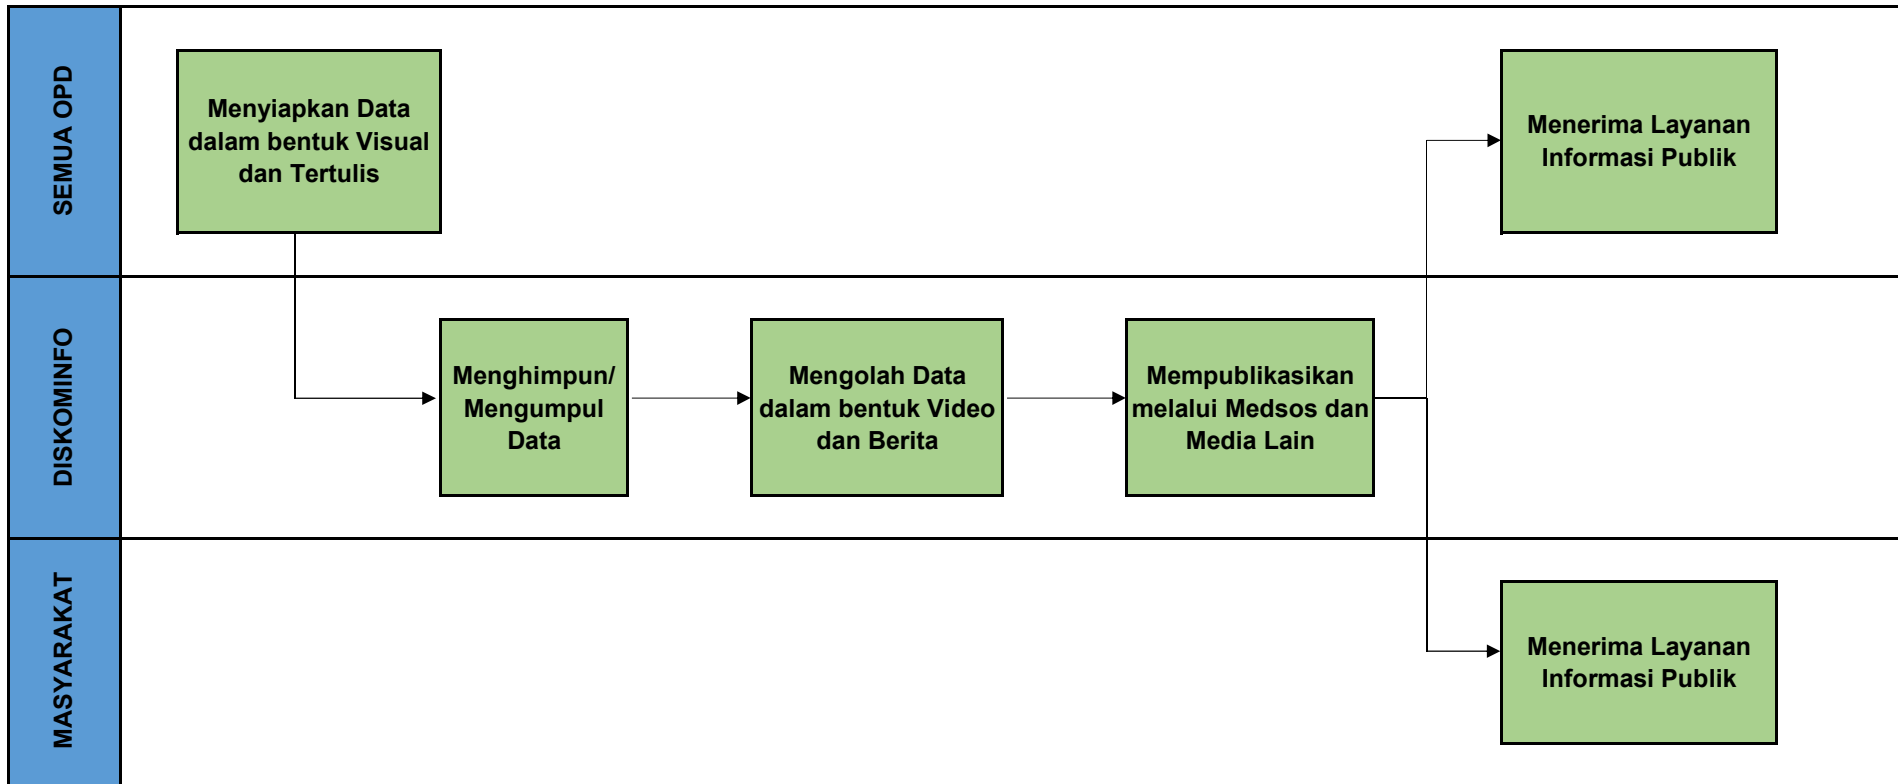 SEMUA OPD
Menyiapkan Data
dalam bentuk Visual
dan Tertulis
Menerima Layanan
Informasi Publik
DISKOMINFO
Menghimpun/
Mengumpul
Data
Mengolah Data
dalam bentuk Video
dan Berita
Mempublikasikan
melalui Medsos dan
Media Lain
MASYARAKAT
Menerima Layanan
Informasi Publik